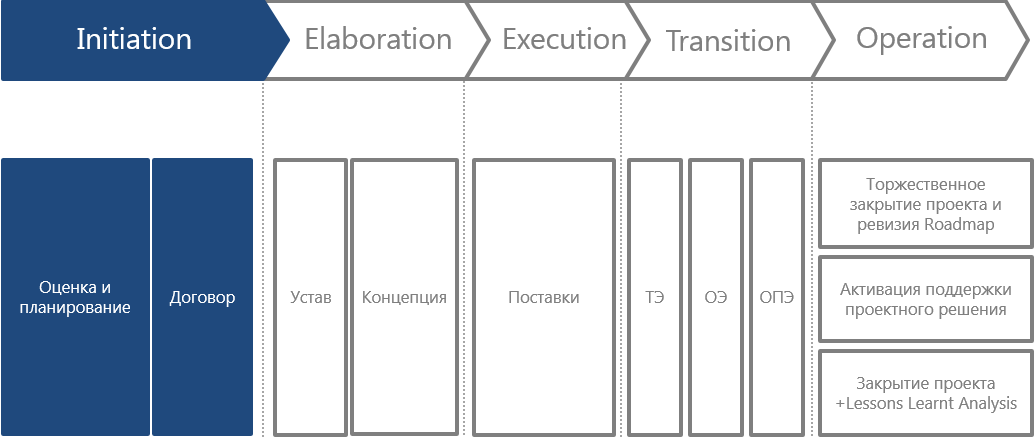 Initiation
Elaboration
Execution
Transition
Operation
Оценка и
планирование
Договор
Устав
Концепция
Поставки
ТЭ
ОЭ
ОПЭ
Торжественное
закрытие проекта и
ревизия Roadmap
Активация поддержки
проектного решения
Закрытие проекта
+Lessons Learnt Analysis